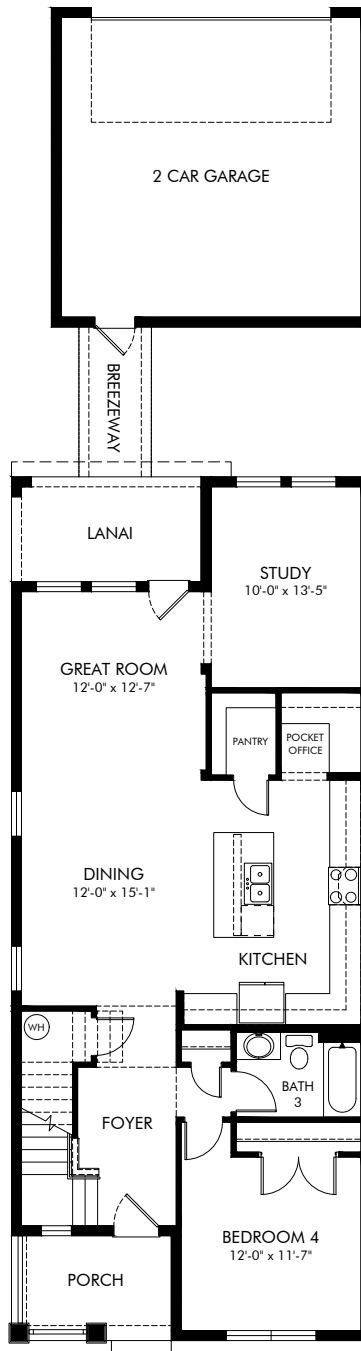 2 CAR GARAGE
BREEZEWAY
LANAI
STUDY
10'-0" x 13'-5"
GREAT ROOM
12'-0" x 12'-7"
PANTRY
POCKET
OFFICE
DINING
12'-0" x 15'-1"
KITCHEN
WH
BATH
3
FOYER
BEDROOM 4
12'-0" x 11'-7"
PORCH